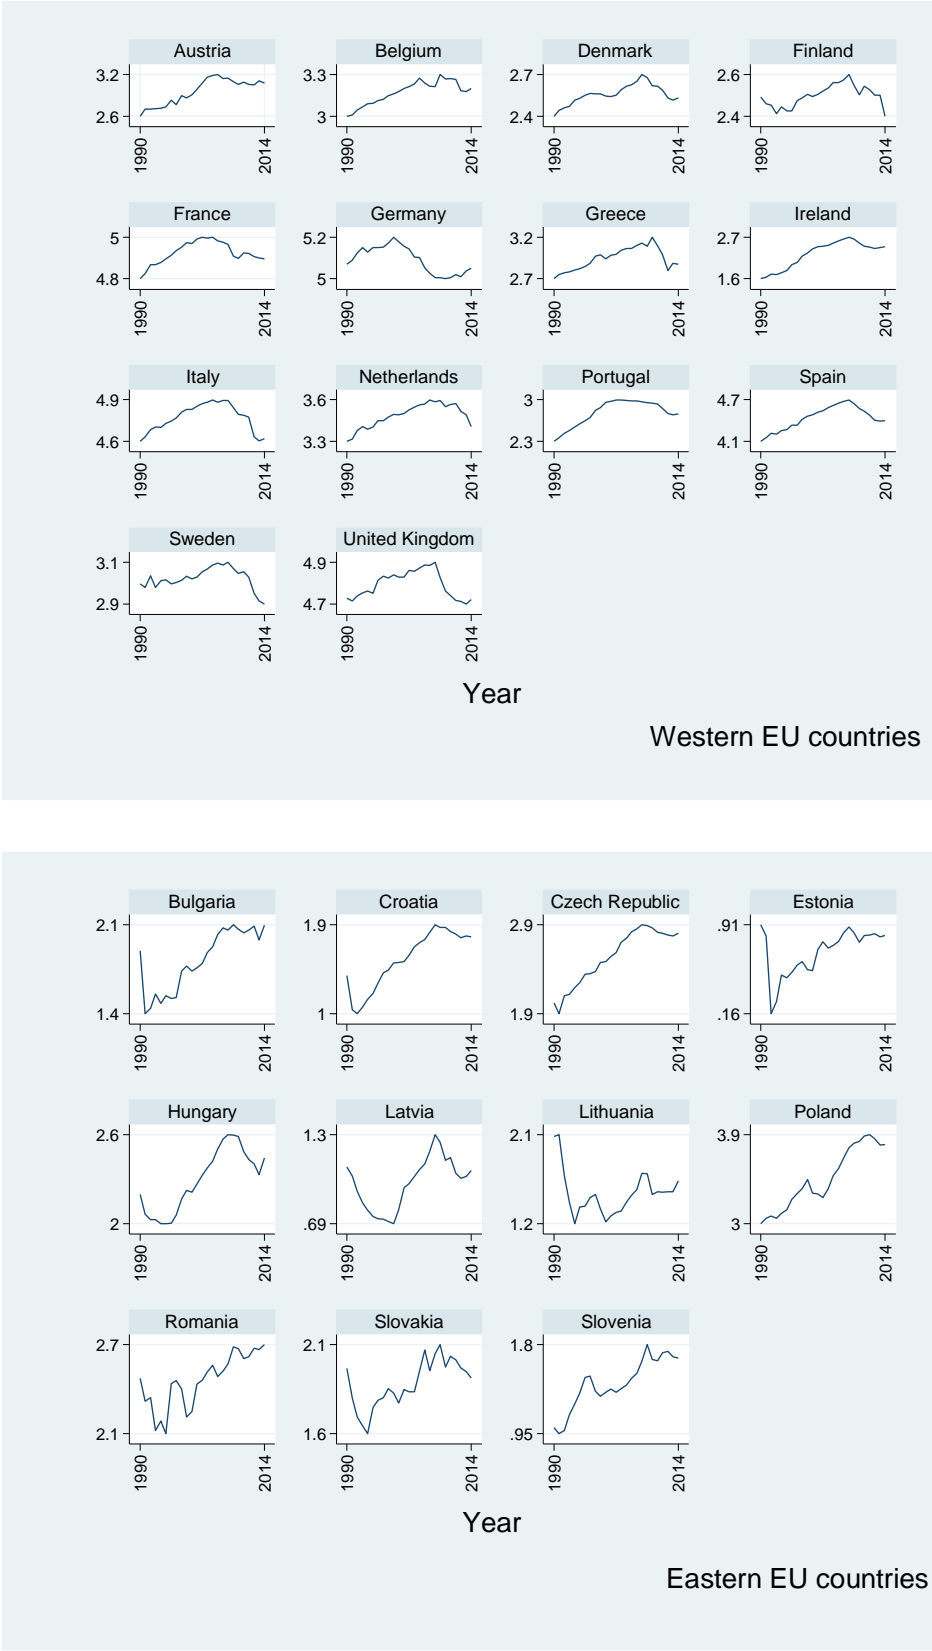 Austria Belgium Denmark Finland
3.2 3.3 2.7 2.6
2.6 3 2.4 2.4
1990 2014 1990 2014 1990 2014 1990 2014
France Germany Greece Ireland
5 5.2 3.2 2.7
4.8 5 2.7 1.6
1990 2014 1990 2014 1990 2014 1990 2014
Italy Netherlands Portugal Spain
4.9 3.6 3 4.7
4.6 3.3 2.3 4.1
1990 2014 1990 2014 1990 2014 1990 2014
Sweden United Kingdom
3.1 4.9
2.9 4.7
1990 2014 1990 2014
Year
Western EU countries
Bulgaria Croatia Czech Republic Estonia
2.1 1.9 2.9 .91
1.4 1 1.9 .16
1990 2014 1990 2014 1990 2014 1990 2014
Hungary Latvia Lithuania Poland
2.6 1.3 2.1 3.9
2 .69 1.2 3
1990 2014 1990 2014 1990 2014 1990 2014
Romania Slovakia Slovenia
2.7 2.1 1.8
2.1 1.6 .95
1990 2014 1990 2014 1990 2014
Year
Eastern EU countries